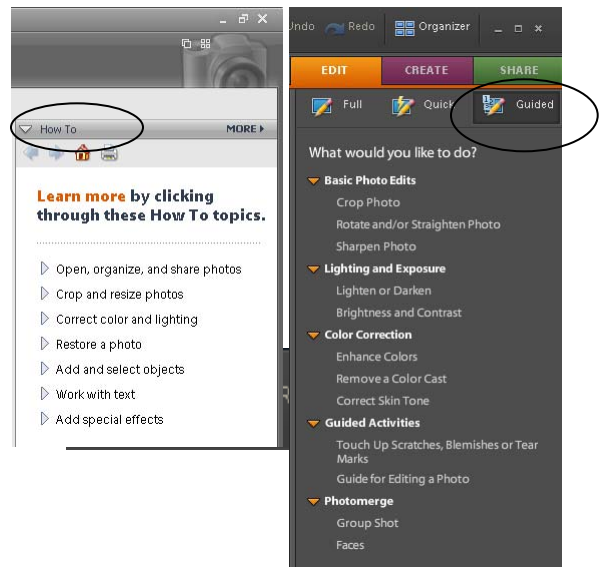 How To
MORE
Learn more by clicking
through these How To topics.
Open, organize, and share photos
Crop and resize photos
Correct color and lighting
Restore a photo
Add and select objects
Work with text
Add special effects
Undo Redo Organizer
EDIT CREATE SHARE
Full Quick Guided
What would you like to do?
Basic Photo Edits
Crop Photo
Rotate and/or Straighten Photo
Sharpen Photo
Lighting and Exposure
Lighten or Darken
Brightness and Contrast
Color Correction
Enhance Colors
Remove a Color Cast
Correct Skin Tone
Guided Activities
Touch Up Scratches, Blemishes or Tear
Marks
Guide for Editing a Photo
Photomerge
Group Shot
Faces